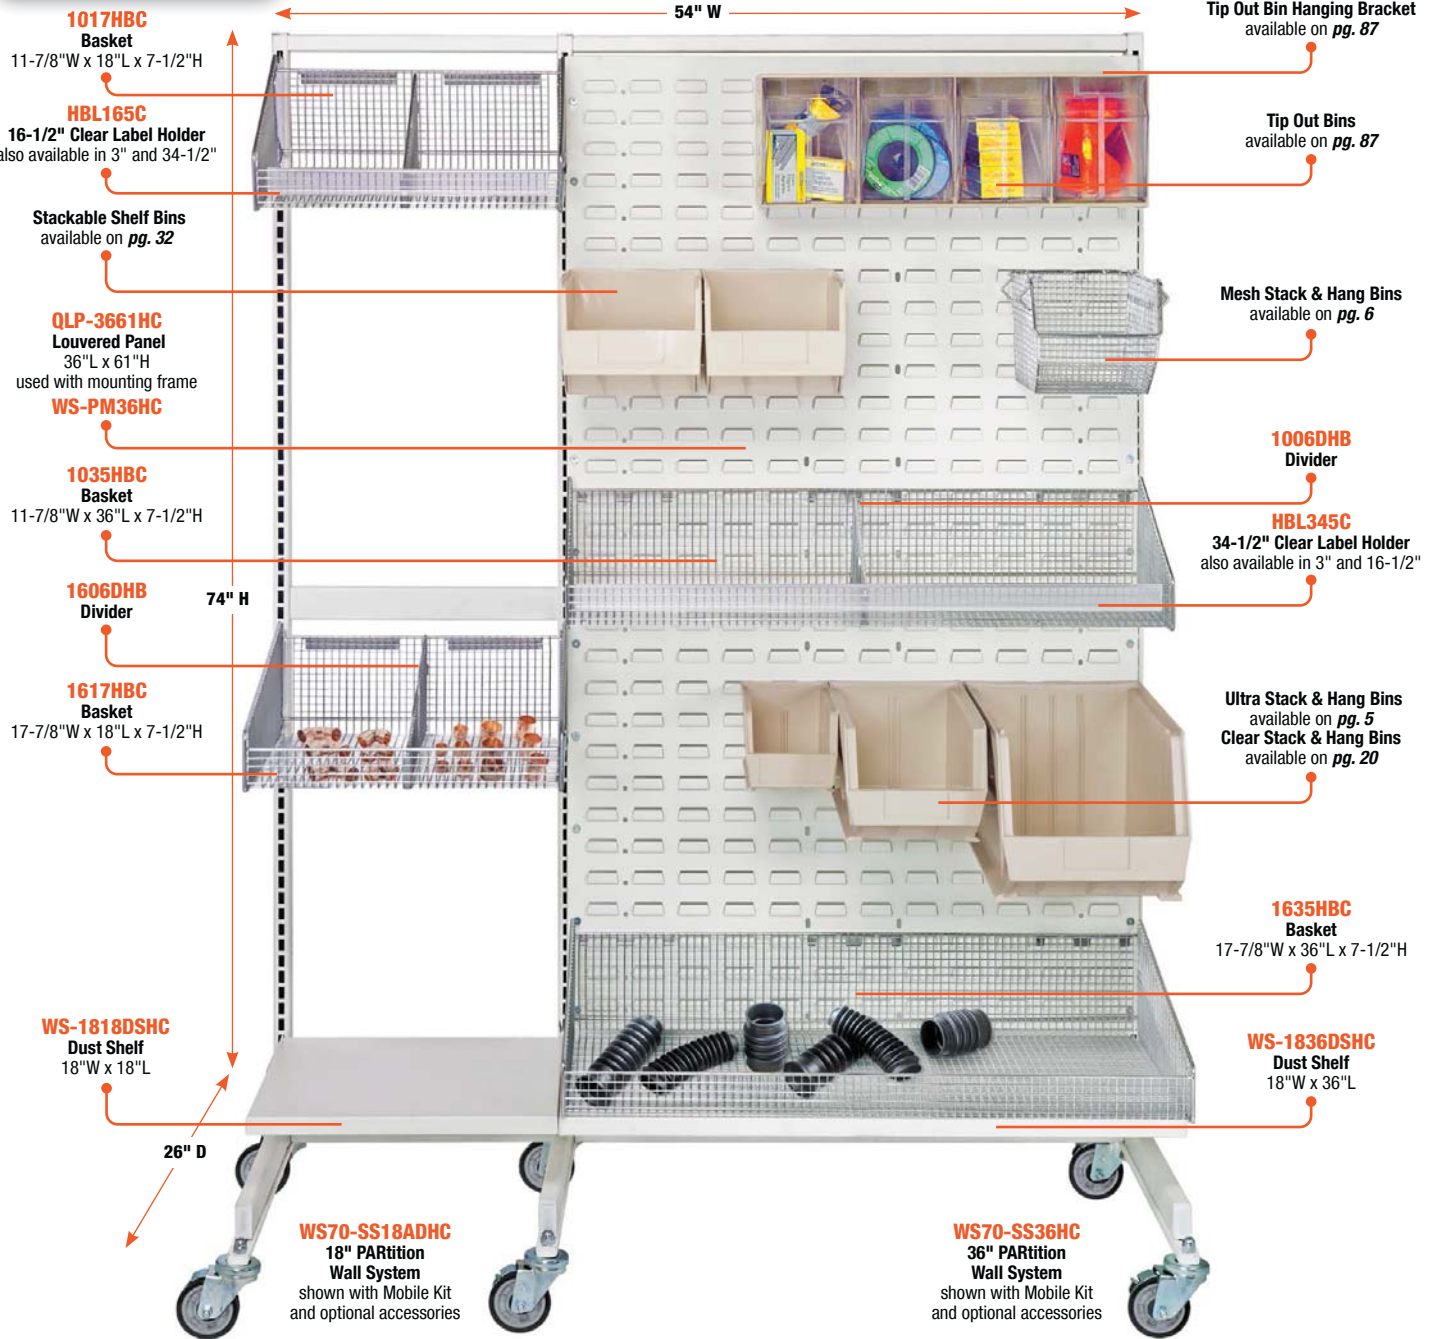 54" W
1017HBC
Basket
11-7/8"W x 18"L x 7-1/2"H
HBL165C
16-1/2" Clear Label Holder
also available in 3" and 34-1/2"
Stackable Shelf Bins
available on pg. 32
QLP-3661HC
Louvered Panel
36"L x 61"H
used with mounting frame
WS-PM36HC
1035HBC
Basket
11-7/8"W x 36"L x 7-1/2"H
1606DHB
Divider
74" H
1617HBC
Basket
17-7/8"W x 18"L x 7-1/2"H
WS-1818DSHC
Dust Shelf
18"W x 18"L
26" D
WS70-SS18ADHC
18" PARtition
Wall System
shown with Mobile Kit
and optional accessories
Tip Out Bin Hanging Bracket
available on pg. 87
Tip Out Bins
available on pg. 87
Mesh Stack & Hang Bins
available on pg. 6
1006DHB
Divider
HBL345C
34-1/2" Clear Label Holder
also available in 3" and 16-1/2"
Ultra Stack & Hang Bins
available on pg. 5
Clear Stack & Hang Bins
available on pg. 20
1635HBC
Basket
17-7/8"W x 36"L x 7-1/2"H
WS-1836DSHC
Dust Shelf
18"W x 36"L
WS70-SS36HC
36" PARtition
Wall System
shown with Mobile Kit
and optional accessories